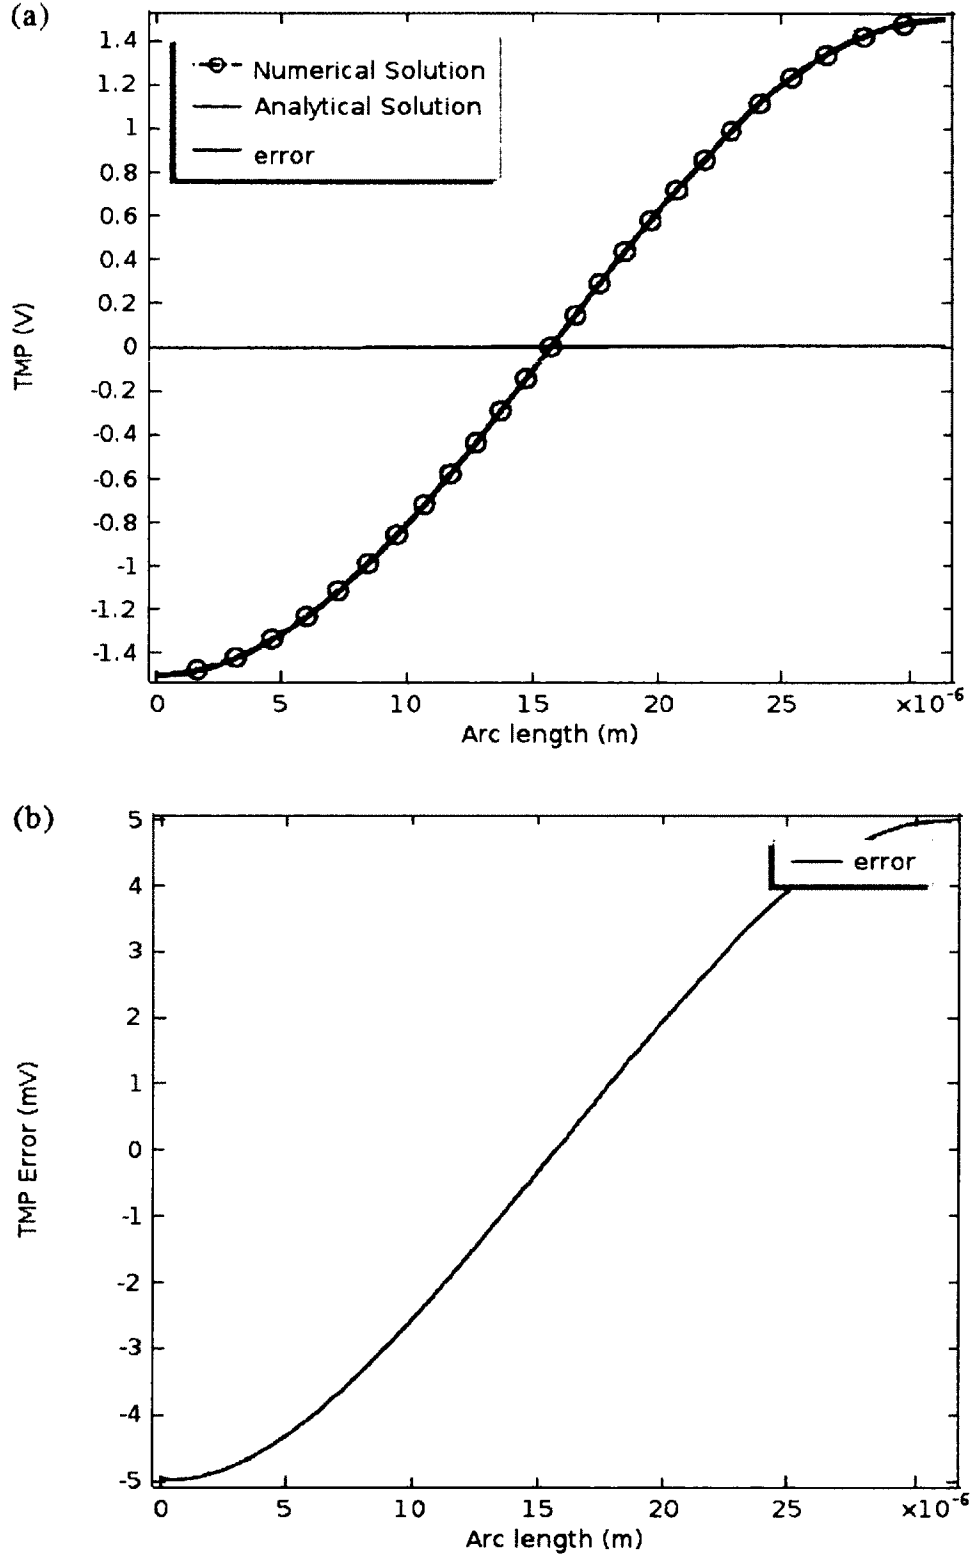 (a)
1.4
1.2
1
0.8
0.6
0.4
0.2
0
-0.2
-0.4
-0.6
-0.8
-1
-1.2
-1.4
TMP (V)
Numerical Solution
Analytical Solution
error
0 5 10 15 20 25 ×10-6
Arc length (m)
(b)
5
4
3
2
1
0
-1
-2
-3
-4
-5
TMP Error (mV)
error
0 5 10 15 20 25 ×10-6
Arc length (m)